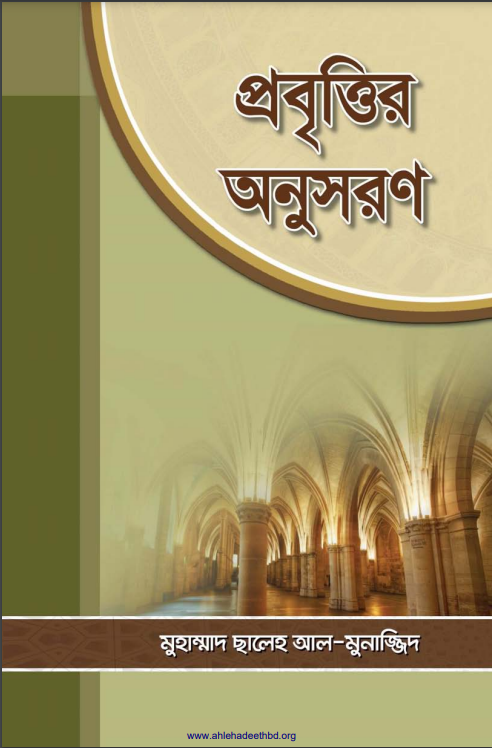 প্রবৃত্তির
অনুসরণ
মুহাম্মাদ ছালেহ আল-মুনাজ্জিদ
www.ahlehadeethbd.org